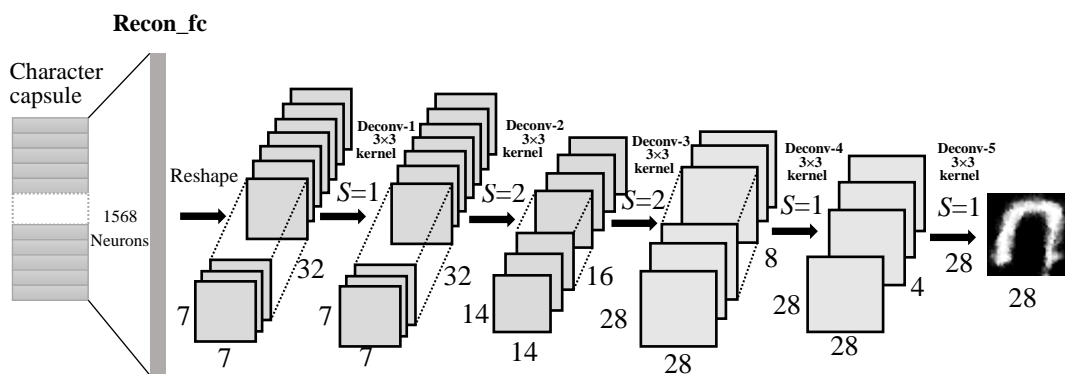 Recon_fc
Character
capsule
1568
Neurons
Reshape
7
7
32
Deconv-1
3×3
kernel
S=1
7
7
32
Deconv-2
3×3
kernel
S=2
14
14
16
Deconv-3
3×3
kernel
S=2
28
28
8
Deconv-4
3×3
kernel
S=1
28
28
4
Deconv-5
3×3
kernel
S=1
28
28